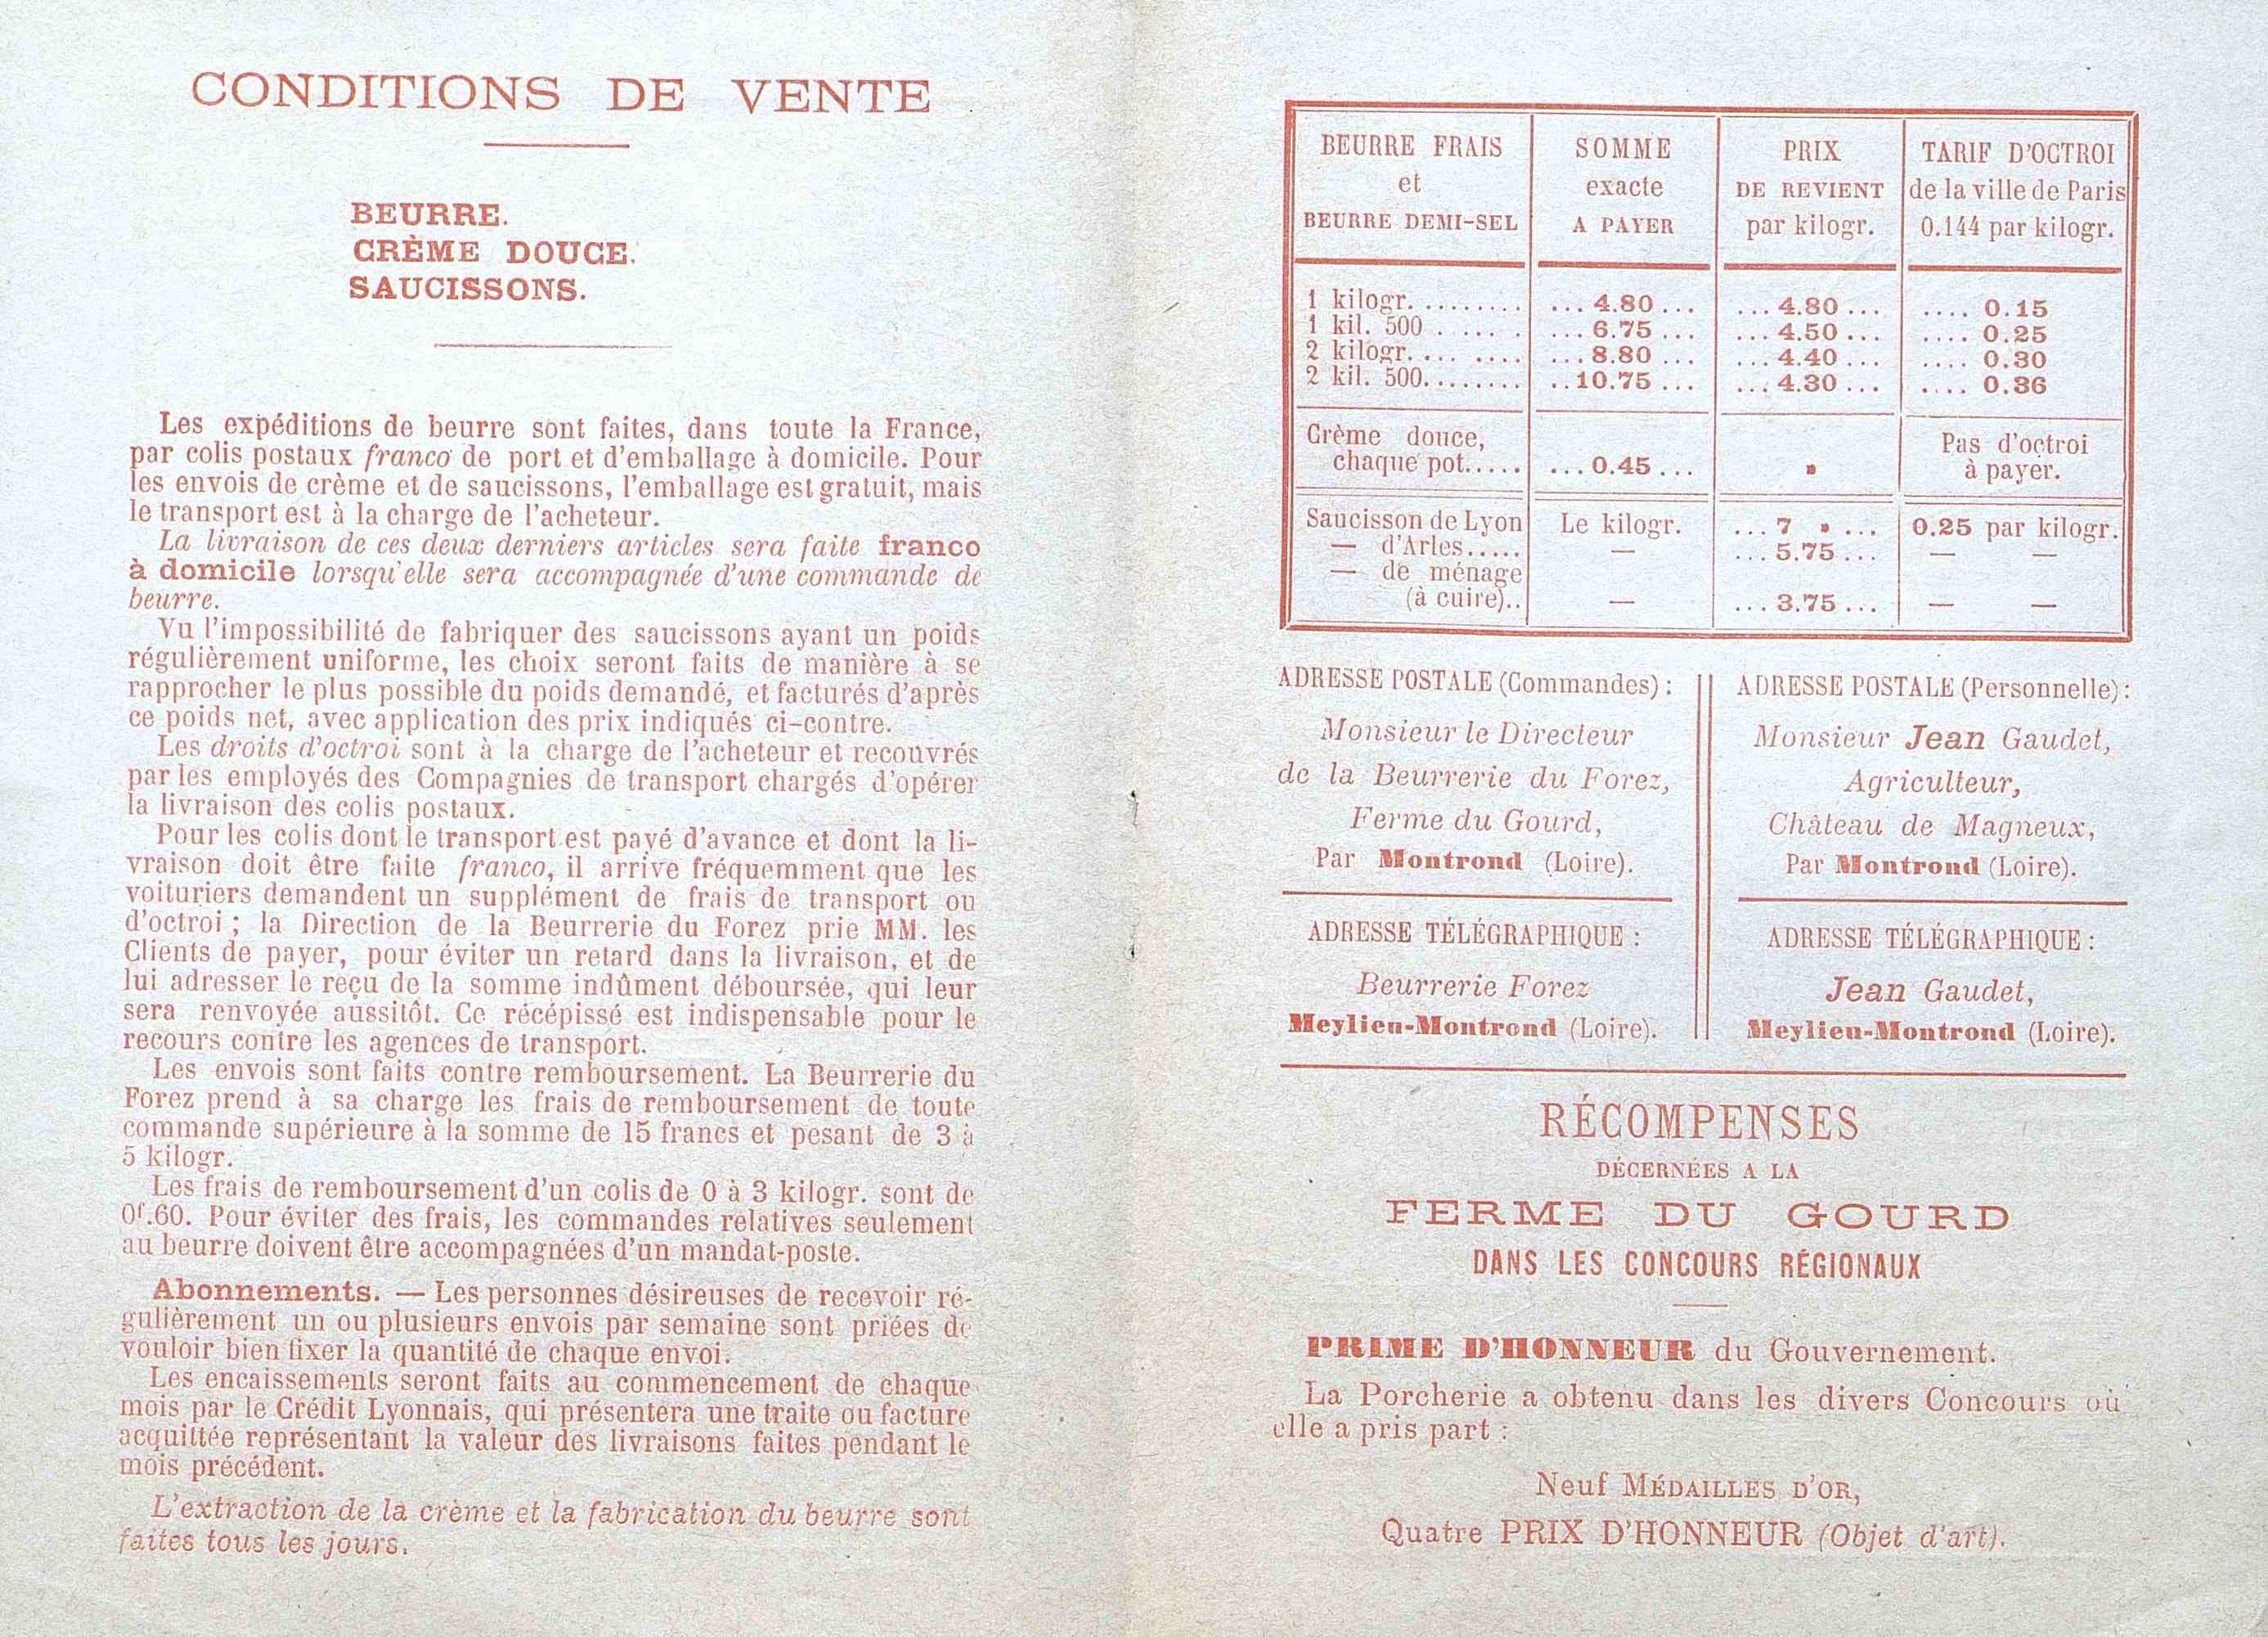 CONDITIONS DE VENTE
BEURRE.
CRÈME DOUCE.
SAUCISSONS.
Les expéditions de beurre sont faites, dans toute la France,
par colis postaux franco de port et d'emballage à domicile. Pour
les envois de crème et de saucissons, l'emballage est gratuit, mais
le transport est à la charge de l'acheteur.
La livraison de ces deux derniers articles sera faite franco
à domicile lorsqu'elle sera accompagnée d'une commande de
beurre.
Vu l'impossibilité de fabriquer des saucissons ayant un poids
régulièrement uniforme, les choix seront faits de manière à se
rapprocher le plus possible du poids demandé, et facturés d'après
ce poids net, avec application des prix indiqués ci-contre.
Les droits d'octroi sont à la charge de l'acheteur et recouvrés
par les employés des Compagnies de transport chargés d'opérer
la livraison des colis postaux.
Pour les colis dont le transport est payé d'avance et dont la li-
vraison doit être faite franco, il arrive fréquemment que les
voituriers demandent un supplément de frais de transport ou
d'octroi ; la Direction de la Beurrerie du Forez prie MM. les
Clients de payer, pour éviter un retard dans la livraison, et de
lui adresser le reçu de la somme indûment déboursée, qui leur
sera renvoyée aussitôt. Ce récépissé est indispensable pour le
recours contre les agences de transport.
Les envois sont faits contre remboursement. La Beurrerie du
Forez prend à sa charge les frais de remboursement de toute
commande supérieure à la somme de 15 francs et pesant de 3 à
5 kilogr.
Les frais de remboursement d'un colis de 0 à 3 kilogr. sont de
0f.60. Pour éviter des frais, les commandes relatives seulement
au beurre doivent être accompagnées d'un mandat-poste.
Abonnements. — Les personnes désireuses de recevoir ré-
gulièrement un ou plusieurs envois par semaine sont priées de
vouloir bien fixer la quantité de chaque envoi.
Les encaissements seront faits au commencement de chaque
mois par le Crédit Lyonnais, qui présentera une traite ou facture
acquittée représentant la valeur des livraisons faites pendant le
mois précédent.
L'extraction de la crème et la fabrication du beurre sont
faites tous les jours.
BEURRE FRAIS SOMME PRIX TARIF D'OCTROI
et exacte DE REVIENT de la ville de Paris
BEURRE DEMI-SEL A PAYER par kilogr. 0.144 par kilogr.
1 kilogr. ........ ... 4.80 ... ... 4.80 ... .... 0.15
1 kil. 500 ...... ... 6.75 ... ... 4.50 ... .... 0.25
2 kilogr. ... .... ... 8.80 ... ... 4.40 ... .... 0.30
2 kil. 500........ ..10.75 ... ... 4.30 ... .... 0.36
Crème douce, Pas d'octroi
chaque pot..... ... 0.45 ... » à payer.
Saucisson de Lyon Le kilogr. ... 7 » ... 0.25 par kilogr.
— d'Arles..... — ... 5.75 ... — —
— de ménage
(à cuire).. — ... 3.75 ... — —
ADRESSE POSTALE (Commandes) :
Monsieur le Directeur
de la Beurrerie du Forez,
Ferme du Gourd,
Par Montrond (Loire).
ADRESSE TÉLÉGRAPHIQUE :
Beurrerie Forez
Meylieu-Montrond (Loire).
ADRESSE POSTALE (Personnelle) :
Monsieur Jean Gaudet,
Agriculteur,
Château de Magneux,
Par Montrond (Loire).
ADRESSE TÉLÉGRAPHIQUE :
Jean Gaudet,
Meylieu-Montrond (Loire).
RÉCOMPENSES
DÉCERNÉES A LA
FERME DU GOURD
DANS LES CONCOURS RÉGIONAUX
PRIME D'HONNEUR du Gouvernement.
La Porcherie a obtenu dans les divers Concours où
elle a pris part :
Neuf MÉDAILLES D'OR,
Quatre PRIX D'HONNEUR (Objet d'art).